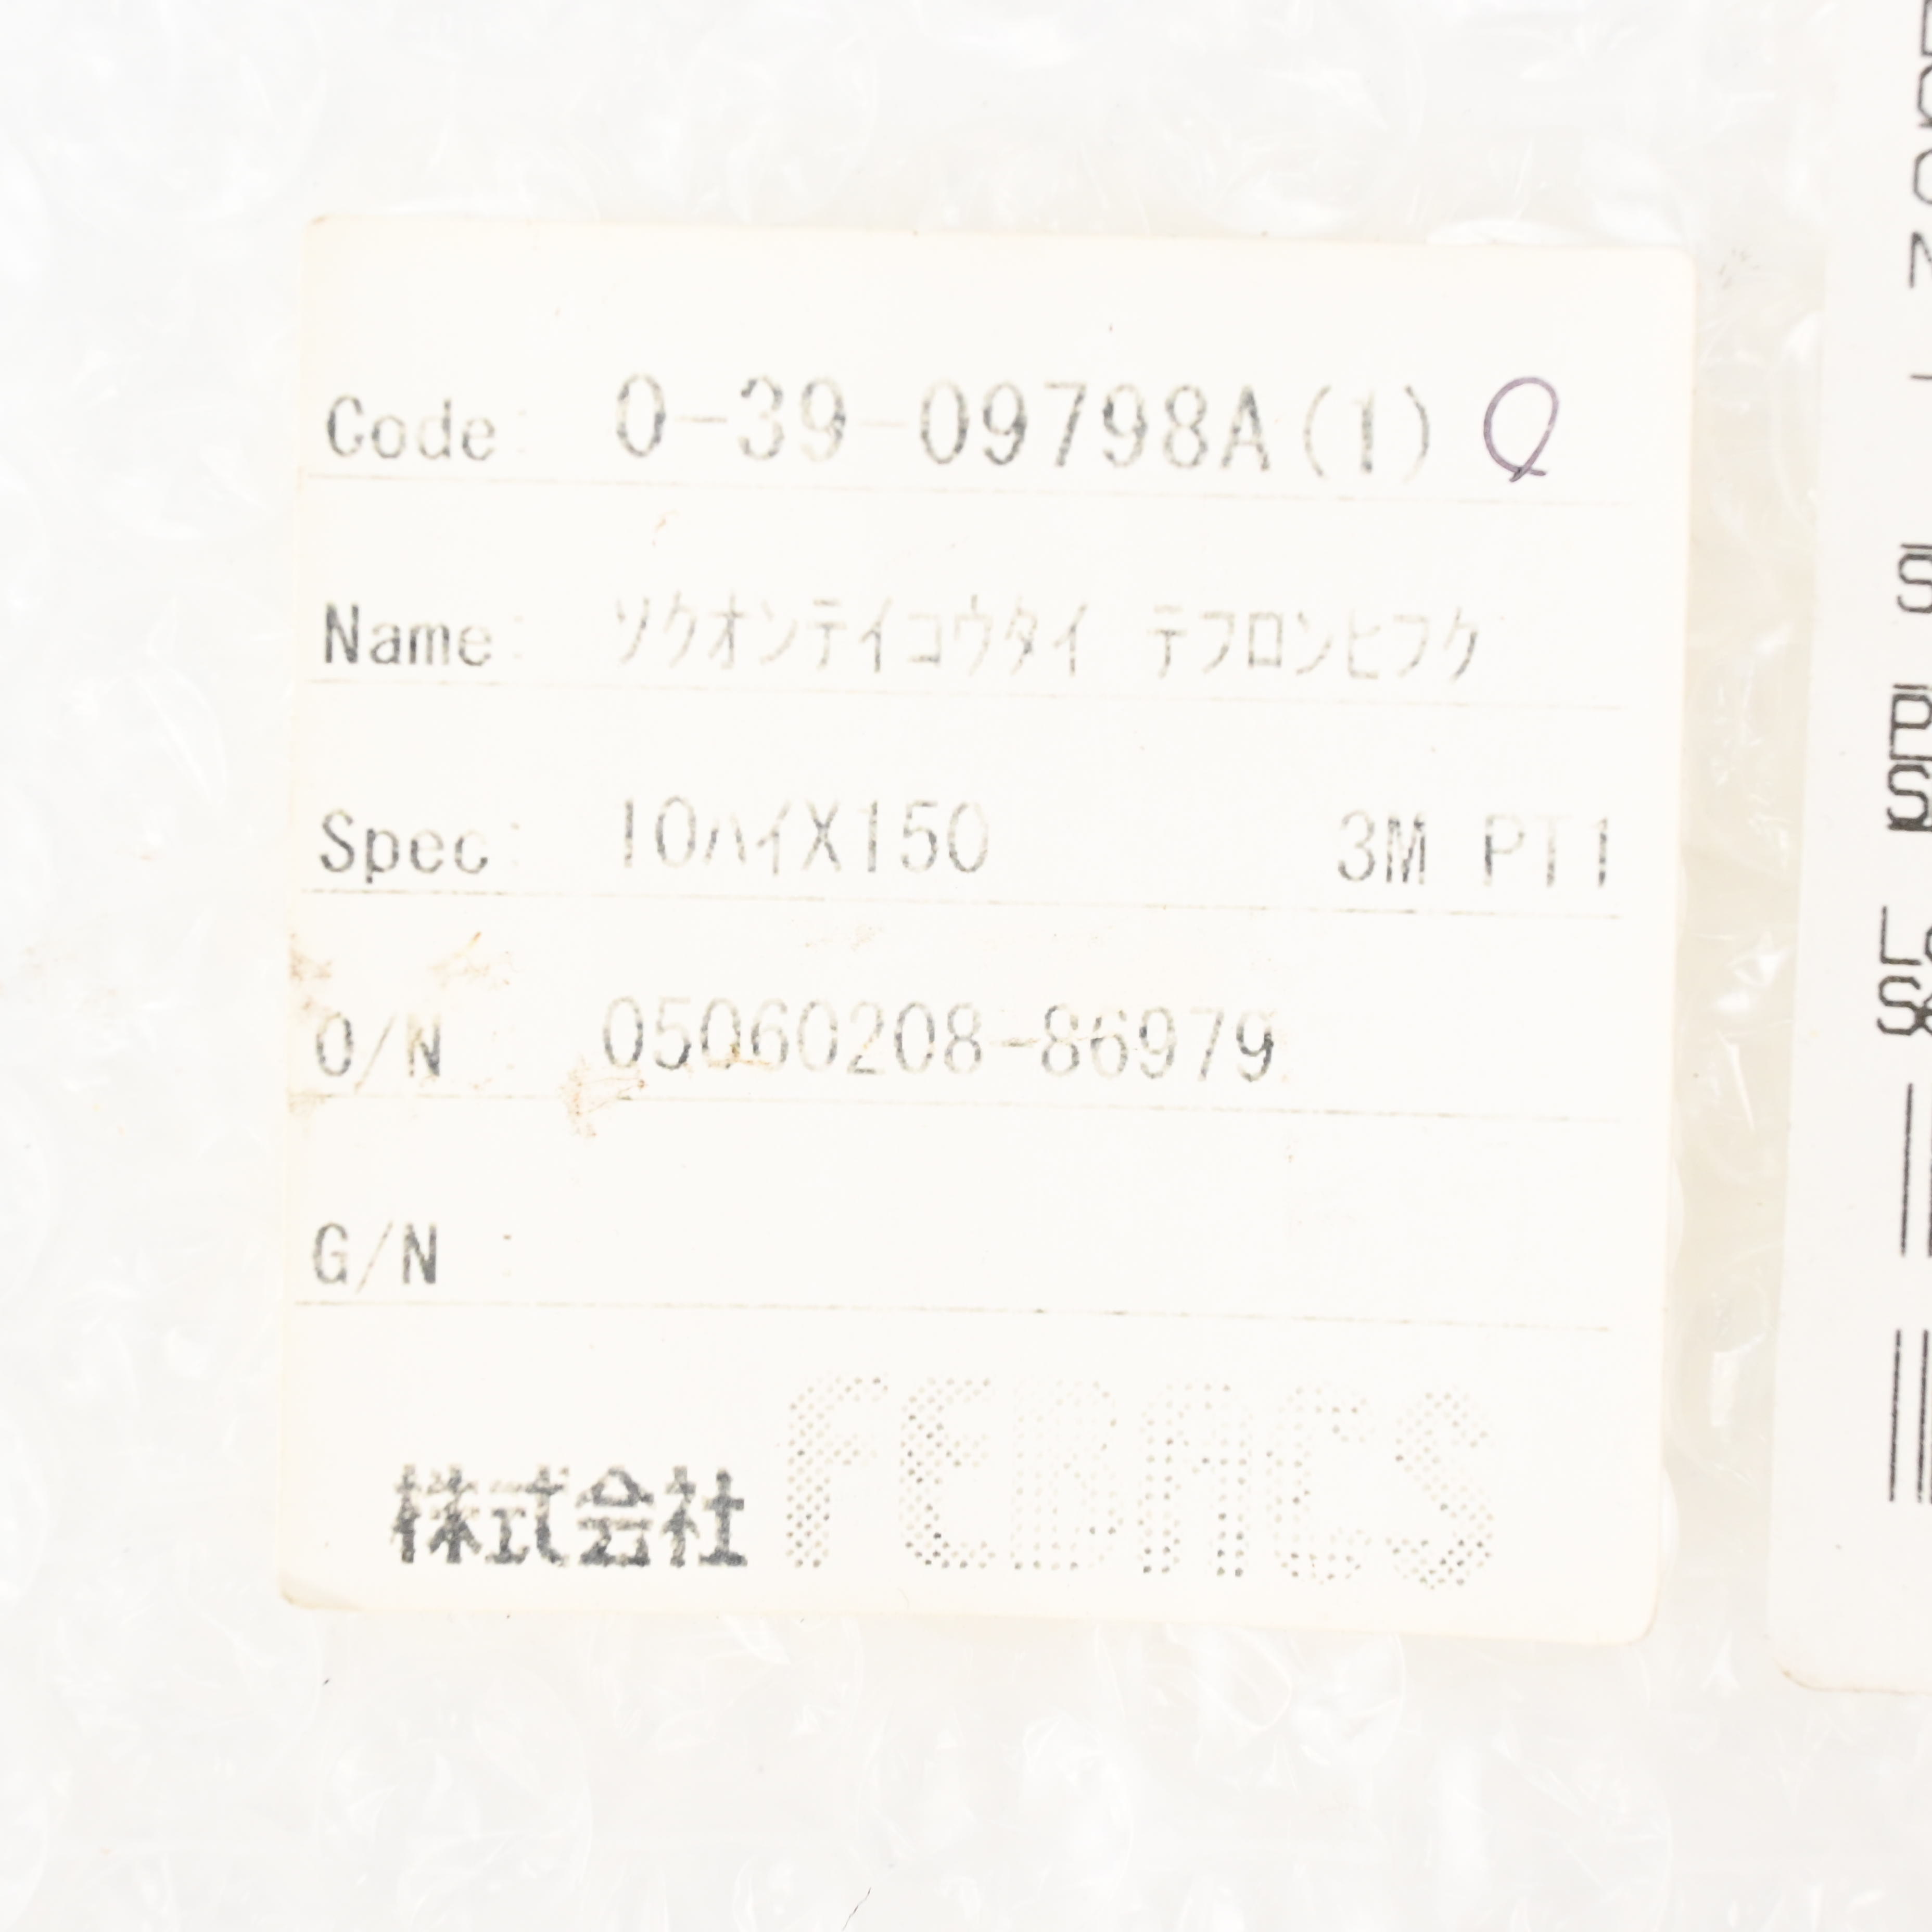 Code: 0-39-09798A(1)
Name: ソクオンテイコウタイ テフロンヒフク
Spec: 10パイX150 3M PT1
O/N : 05060208-86979
G/N :
株式会社 FEBACS